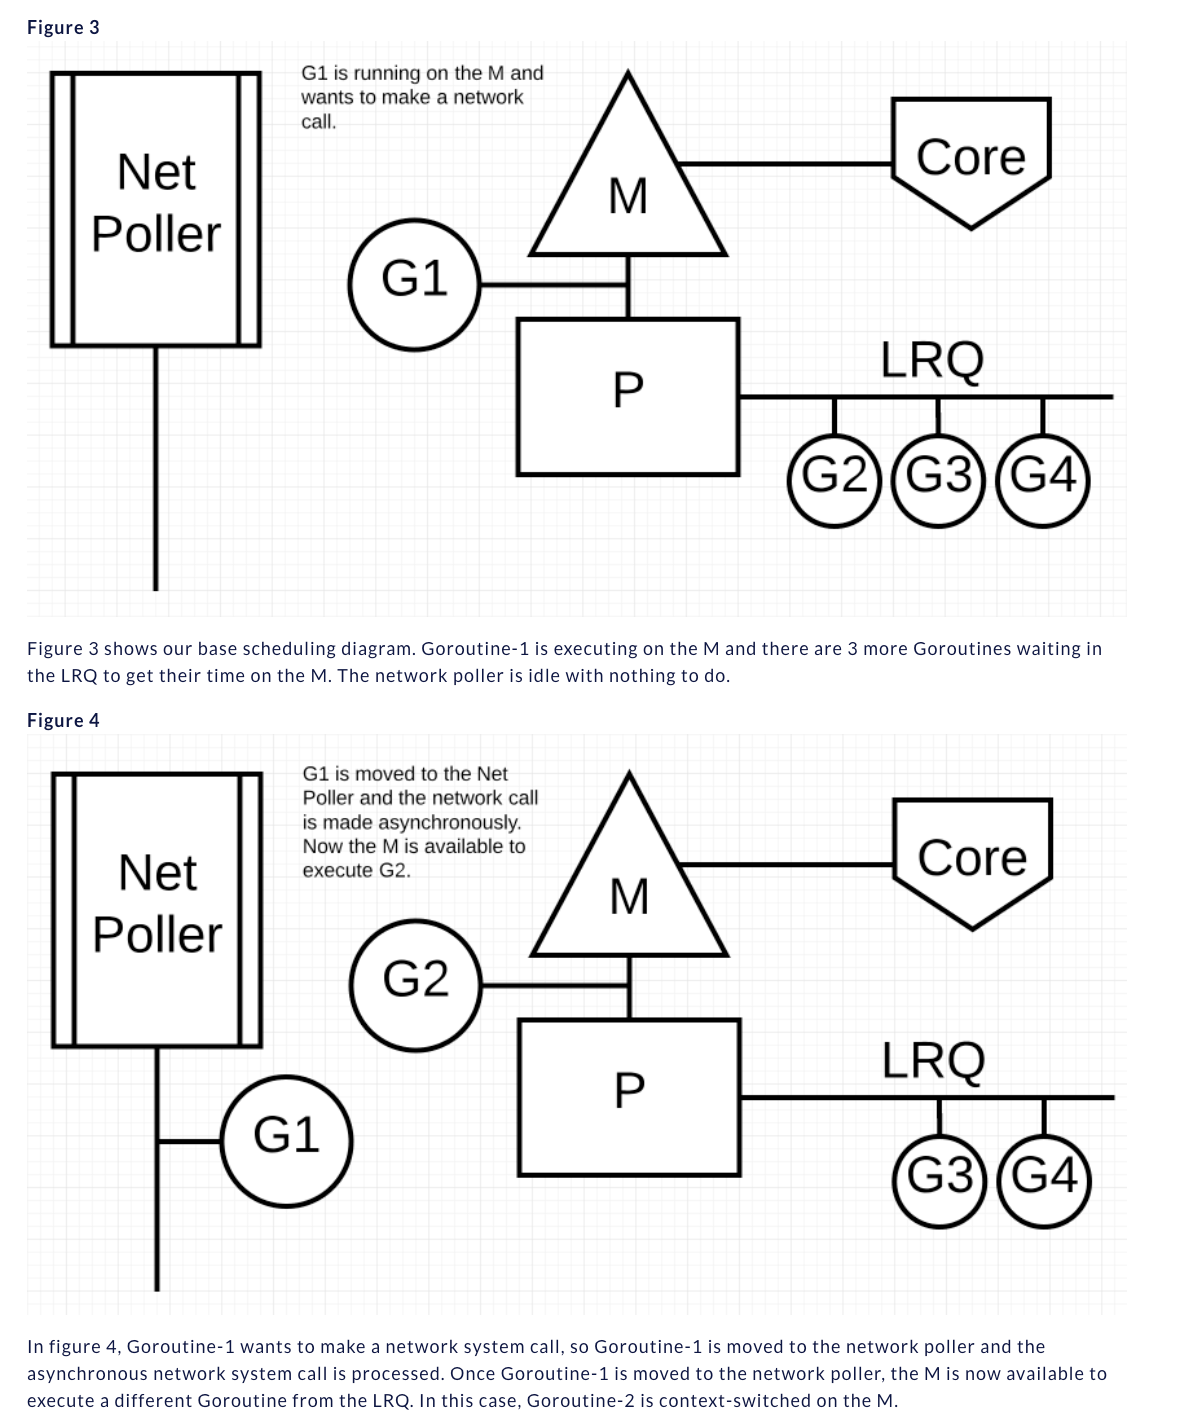 Figure 3
G1 is running on the M and
wants to make a network
call.
Net
Poller
M
Core
G1
P
LRQ
G2 G3 G4
Figure 3 shows our base scheduling diagram. Goroutine-1 is executing on the M and there are 3 more Goroutines waiting in
the LRQ to get their time on the M. The network poller is idle with nothing to do.
Figure 4
G1 is moved to the Net
Poller and the network call
is made asynchronously.
Now the M is available to
execute G2.
Net
Poller
M
Core
G2
P
LRQ
G1
G3 G4
In figure 4, Goroutine-1 wants to make a network system call, so Goroutine-1 is moved to the network poller and the
asynchronous network system call is processed. Once Goroutine-1 is moved to the network poller, the M is now available to
execute a different Goroutine from the LRQ. In this case, Goroutine-2 is context-switched on the M.